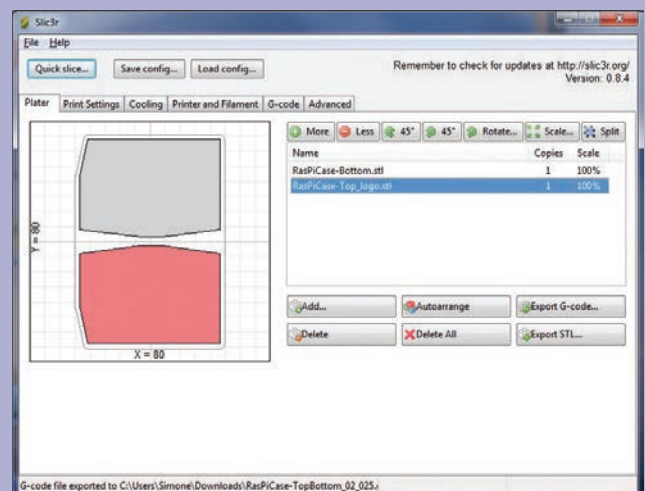 Slic3r
File Help
Quick slice... Save config... Load config...
Remember to check for updates at http://slic3r.org/
Version: 0.8.4
Plater Print Settings Cooling Printer and Filament G-code Advanced
More Less 45° 45° Rotate... Scale... Split
Name Copies Scale
RasPiCase-Bottom.stl 1 100%
RasPiCase-Top_logo.stl 1 100%
Y = 80
X = 80
Add... Autoarrange Export G-code...
Delete Delete All Export STL...
G-code file exported to C:\Users\Simone\Downloads\RasPiCase-TopBottom_02_025.